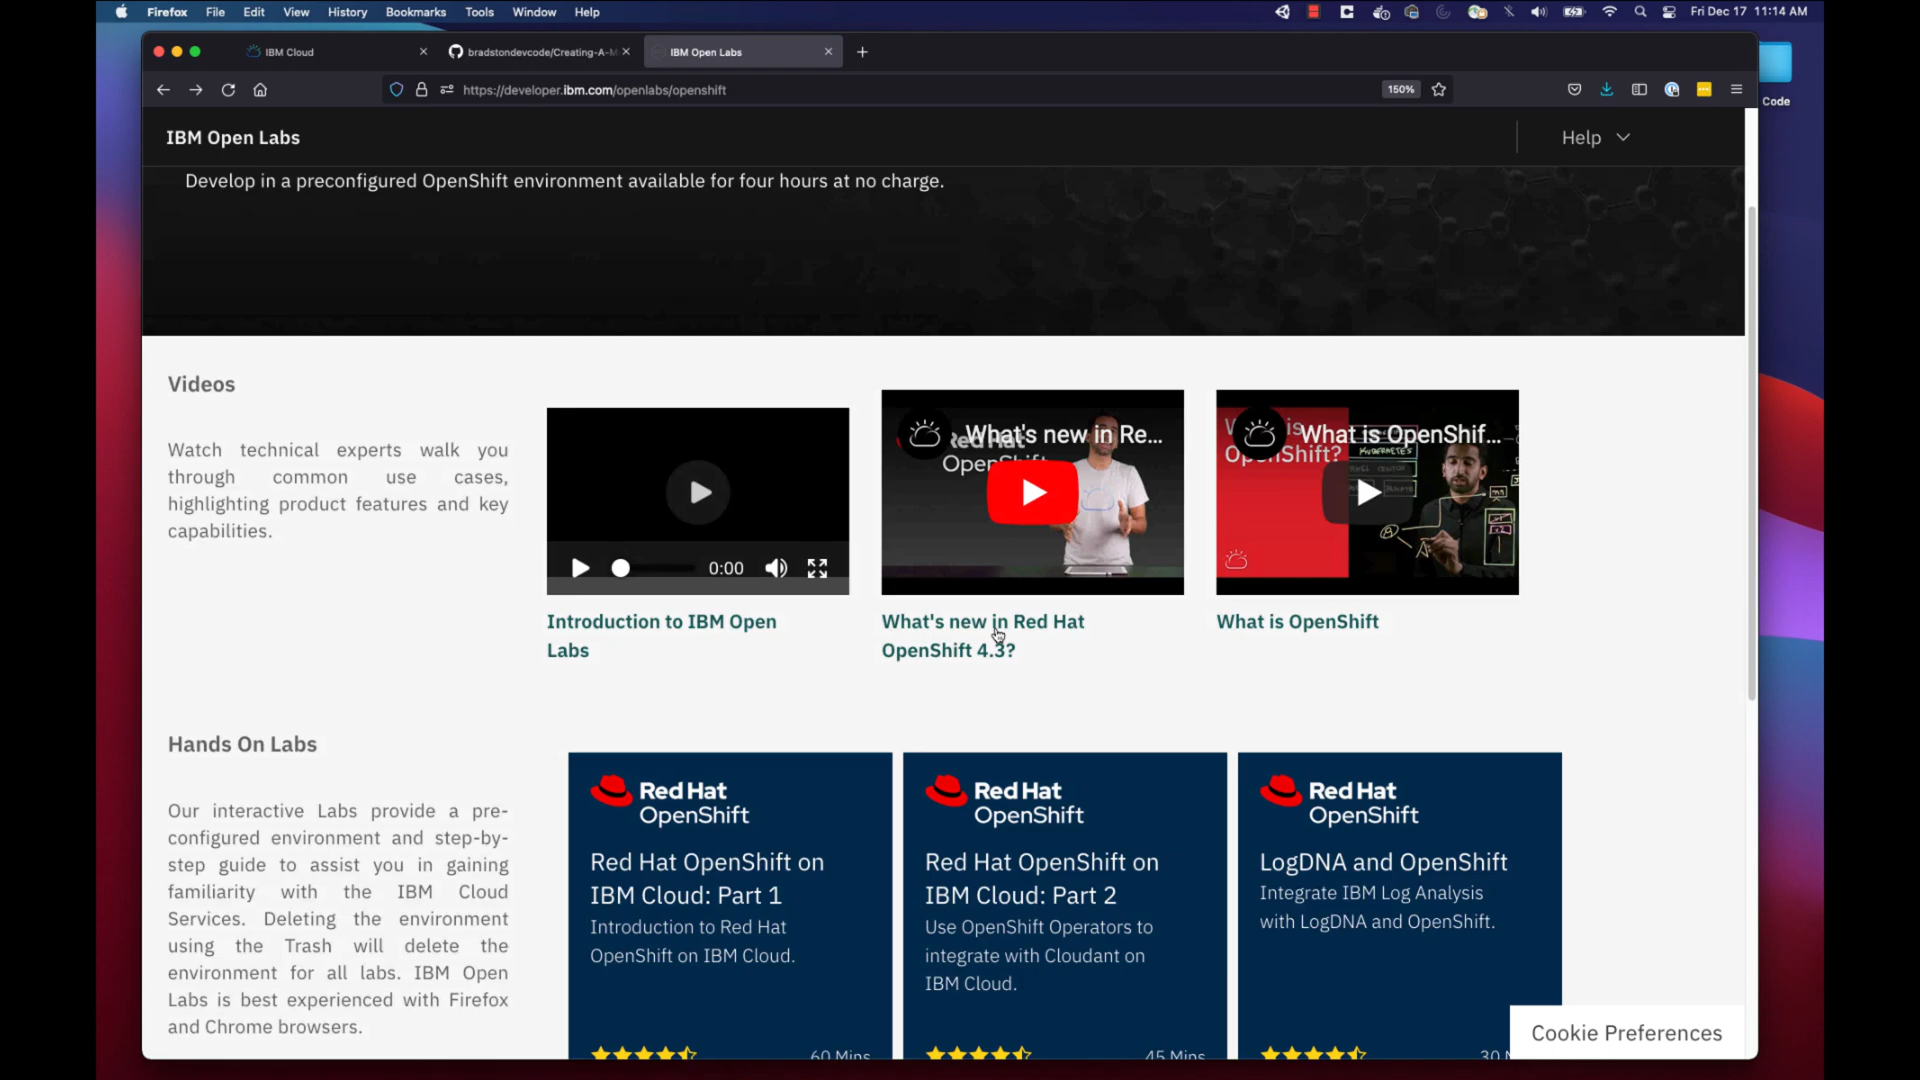 Firefox File Edit View History Bookmarks Tools Window Help Fri Dec 17 11:14 AM
IBM Cloud bradstondevcode/Creating-A-M IBM Open Labs
https://developer.ibm.com/openlabs/openshift 150%
Code
IBM Open Labs Help
Develop in a preconfigured OpenShift environment available for four hours at no charge.
Videos
Watch technical experts walk you
through common use cases,
highlighting product features and key
capabilities.
0:00
What's new in Re...
What is OpenShif...
OpenShift?
KUBERNETES
Introduction to IBM Open
Labs
What's new in Red Hat
OpenShift 4.3?
What is OpenShift
Hands On Labs
Our interactive Labs provide a pre-
configured environment and step-by-
step guide to assist you in gaining
familiarity with the IBM Cloud
Services. Deleting the environment
using the Trash will delete the
environment for all labs. IBM Open
Labs is best experienced with Firefox
and Chrome browsers.
Red Hat
OpenShift
Red Hat OpenShift on
IBM Cloud: Part 1
Introduction to Red Hat
OpenShift on IBM Cloud.
60 Mins
Red Hat
OpenShift
Red Hat OpenShift on
IBM Cloud: Part 2
Use OpenShift Operators to
integrate with Cloudant on
IBM Cloud.
45 Mins
Red Hat
OpenShift
LogDNA and OpenShift
Integrate IBM Log Analysis
with LogDNA and OpenShift.
30
Cookie Preferences